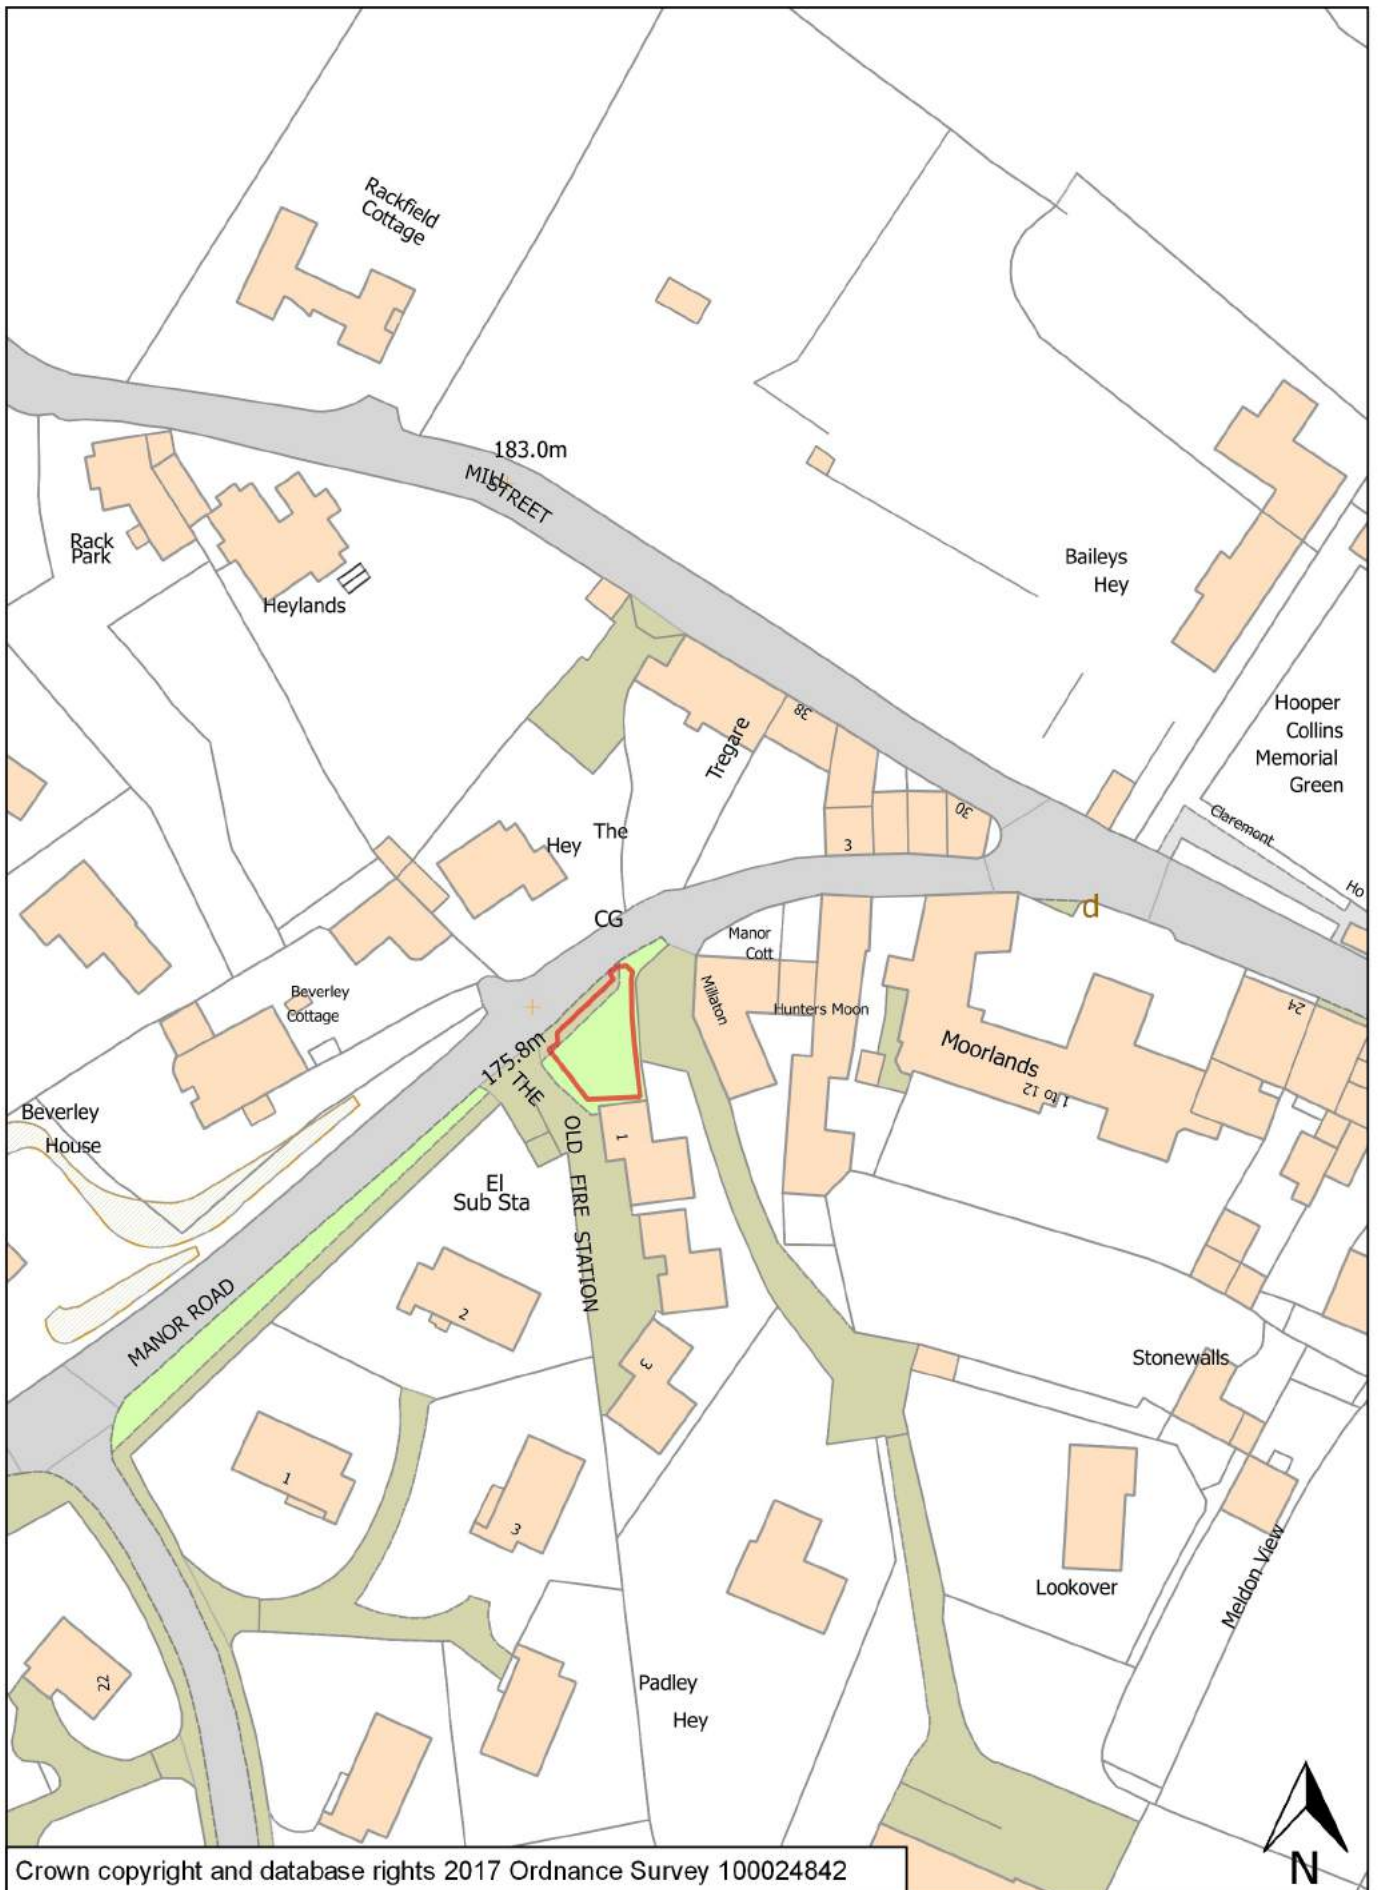 Rackfield
Cottage
183.0m
MILL STREET
Rack
Park
Heylands
Baileys
Hey
Hooper
Collins
Memorial
Green
Tregare
38
30
3
Claremont
Ho
The
Hey
CG
d
Manor
Cott
Millaton
Hunters Moon
Beverley
Cottage
24
Moorlands
1 to 12
175.8m
THE OLD FIRE STATION
Beverley
House
1
El
Sub Sta
MANOR ROAD
2
3
Stonewalls
1
3
Lookover
Meldon View
22
Padley
Hey
N
Crown copyright and database rights 2017 Ordnance Survey 100024842